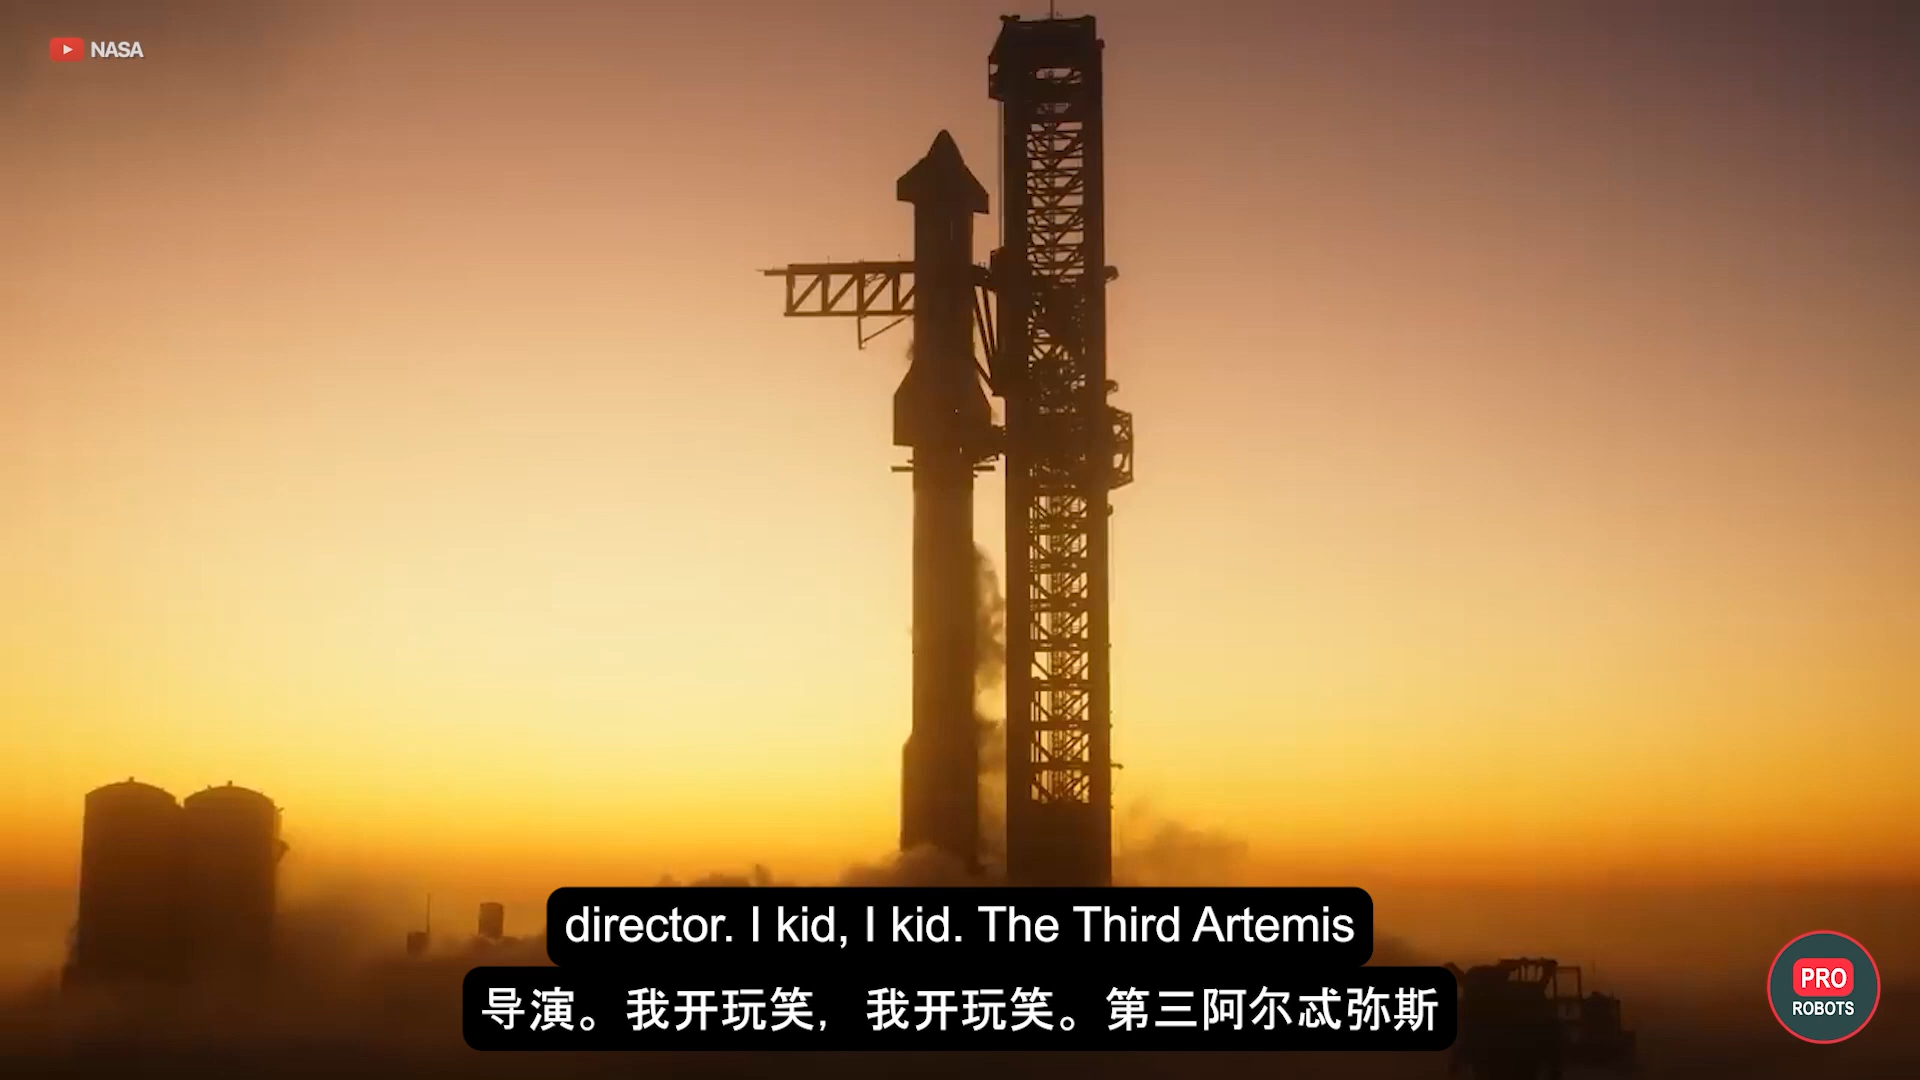 NASA
director. I kid, I kid. The Third Artemis
导演。我开玩笑，我开玩笑。第三阿尔忒弥斯
PRO
ROBOTS